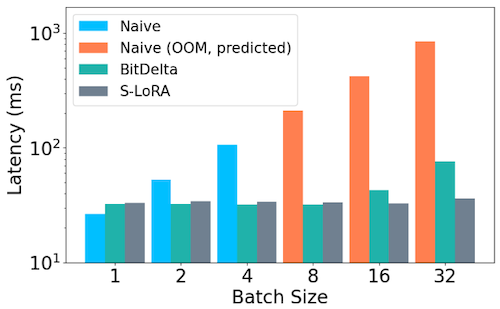 Naive
Naive (OOM, predicted)
BitDelta
S-LoRA
Latency (ms)
10³
10²
10¹
1 2 4 8 16 32
Batch Size